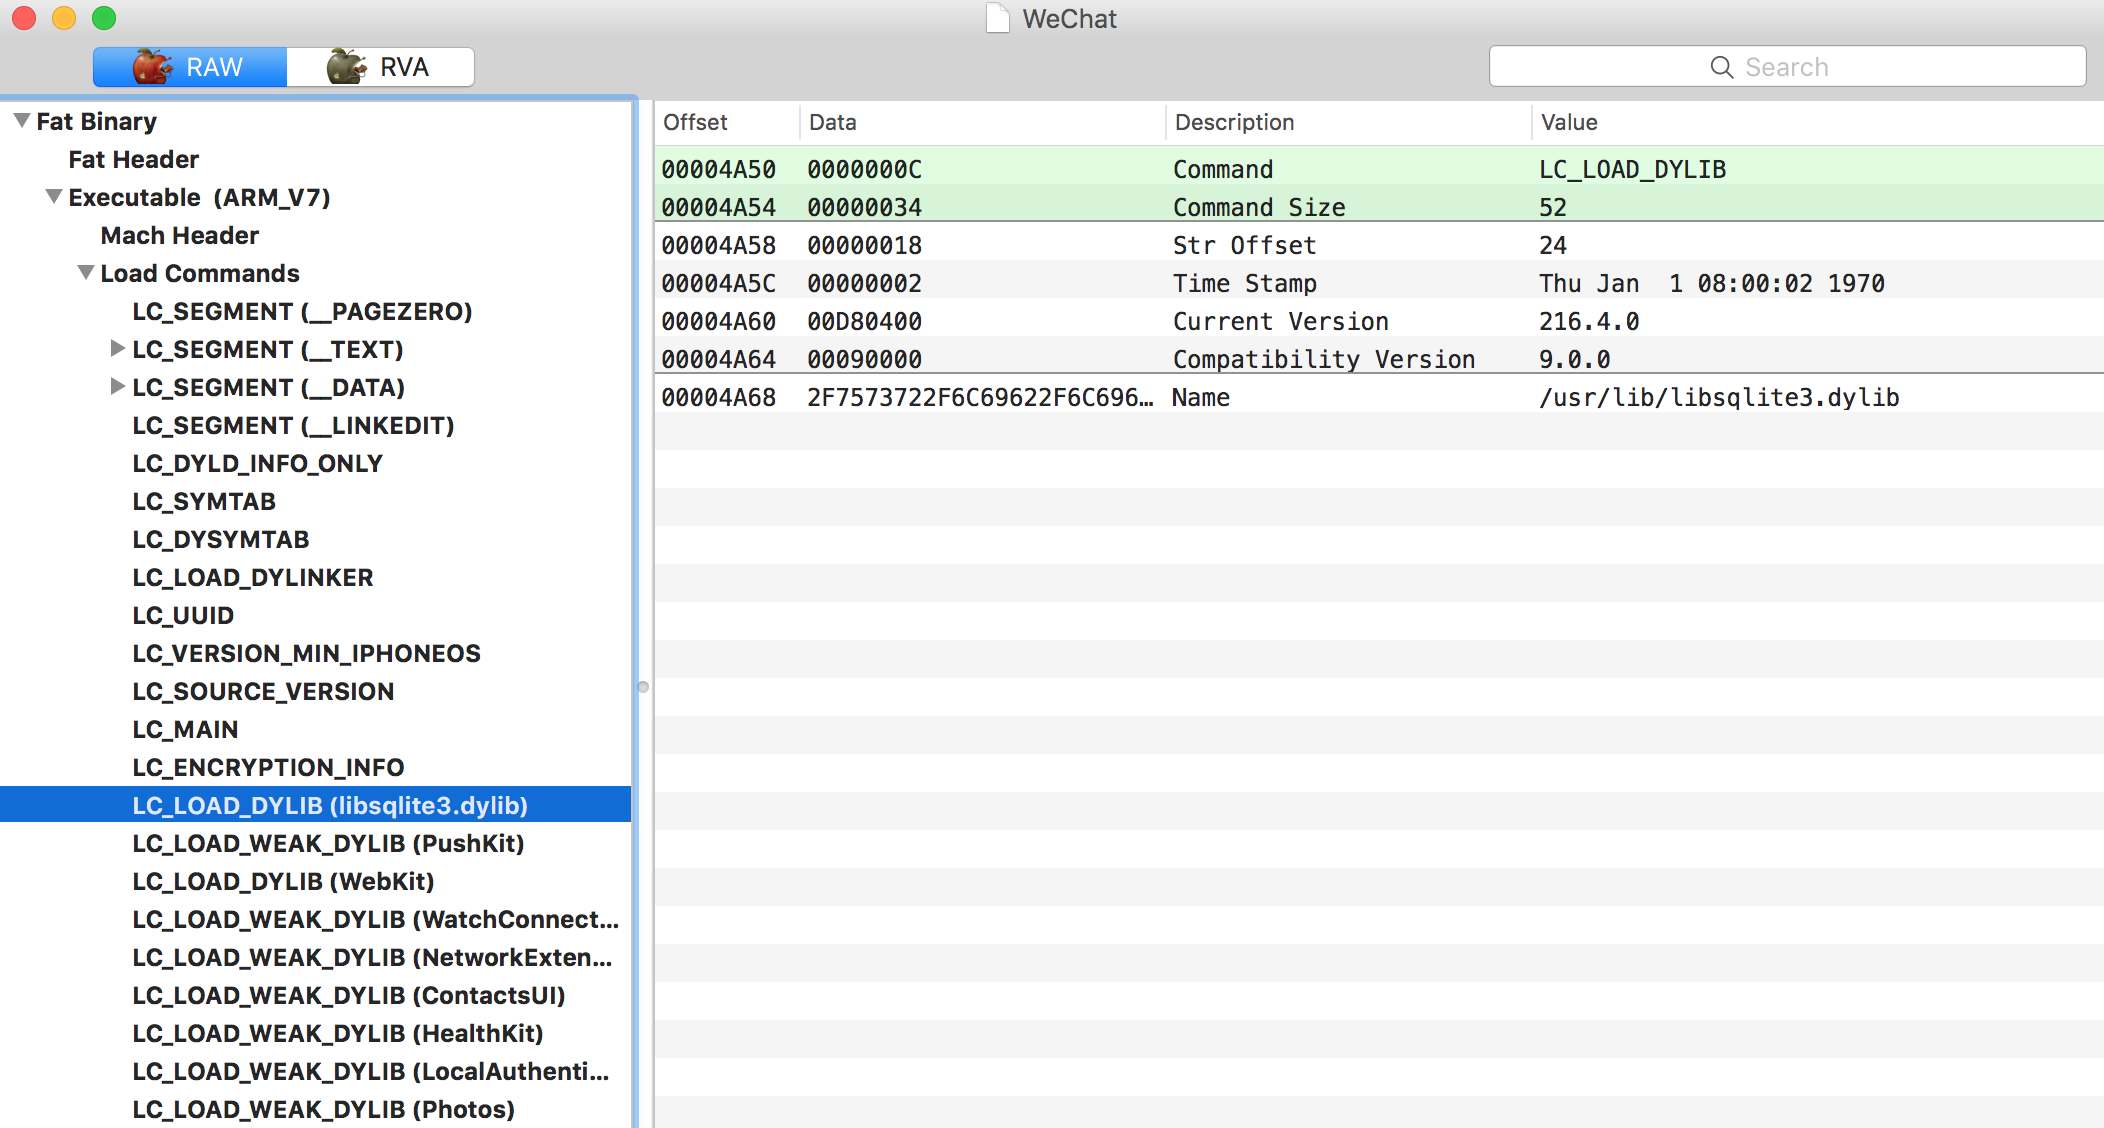 WeChat
RAW RVA Search
Fat Binary
Fat Header
Executable (ARM_V7)
Mach Header
Load Commands
LC_SEGMENT (__PAGEZERO)
LC_SEGMENT (__TEXT)
LC_SEGMENT (__DATA)
LC_SEGMENT (__LINKEDIT)
LC_DYLD_INFO_ONLY
LC_SYMTAB
LC_DYSYMTAB
LC_LOAD_DYLINKER
LC_UUID
LC_VERSION_MIN_IPHONEOS
LC_SOURCE_VERSION
LC_MAIN
LC_ENCRYPTION_INFO
LC_LOAD_DYLIB (libsqlite3.dylib)
LC_LOAD_WEAK_DYLIB (PushKit)
LC_LOAD_DYLIB (WebKit)
LC_LOAD_WEAK_DYLIB (WatchConnect...
LC_LOAD_WEAK_DYLIB (NetworkExten...
LC_LOAD_WEAK_DYLIB (ContactsUI)
LC_LOAD_WEAK_DYLIB (HealthKit)
LC_LOAD_WEAK_DYLIB (LocalAuthenti...
LC_LOAD_WEAK_DYLIB (Photos)
Offset Data Description Value
00004A50 0000000C Command LC_LOAD_DYLIB
00004A54 00000034 Command Size 52
00004A58 00000018 Str Offset 24
00004A5C 00000002 Time Stamp Thu Jan  1 08:00:02 1970
00004A60 00D80400 Current Version 216.4.0
00004A64 00090000 Compatibility Version 9.0.0
00004A68 2F7573722F6C69622F6C696... Name /usr/lib/libsqlite3.dylib